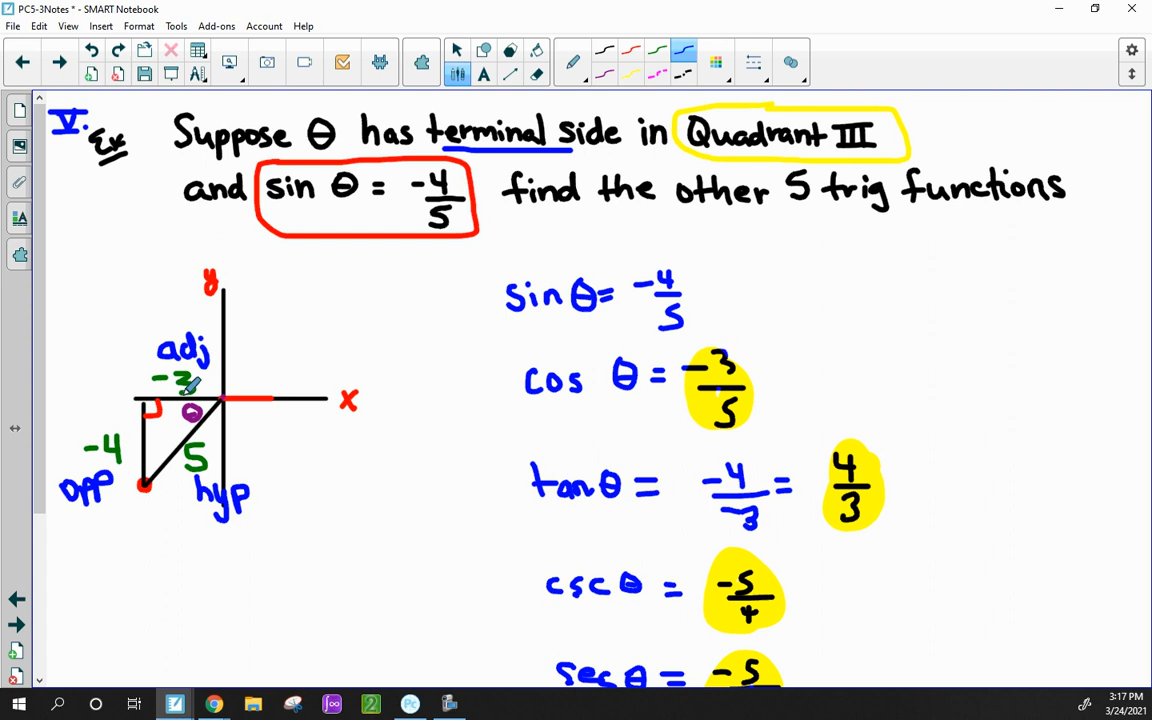 PC5-3Notes * - SMART Notebook
File Edit View Insert Format Tools Add-ons Account Help
V. Ex Suppose θ has terminal side in Quadrant III
and sin θ = -4/5 find the other 5 trig functions
y
adj
-3
θ
x
-4
5
opp
hyp
sin θ = -4/5
cos θ = -3/5
tan θ = -4/-3 = 4/3
csc θ = -5/4
sec θ = -5
3:17 PM
3/24/2021